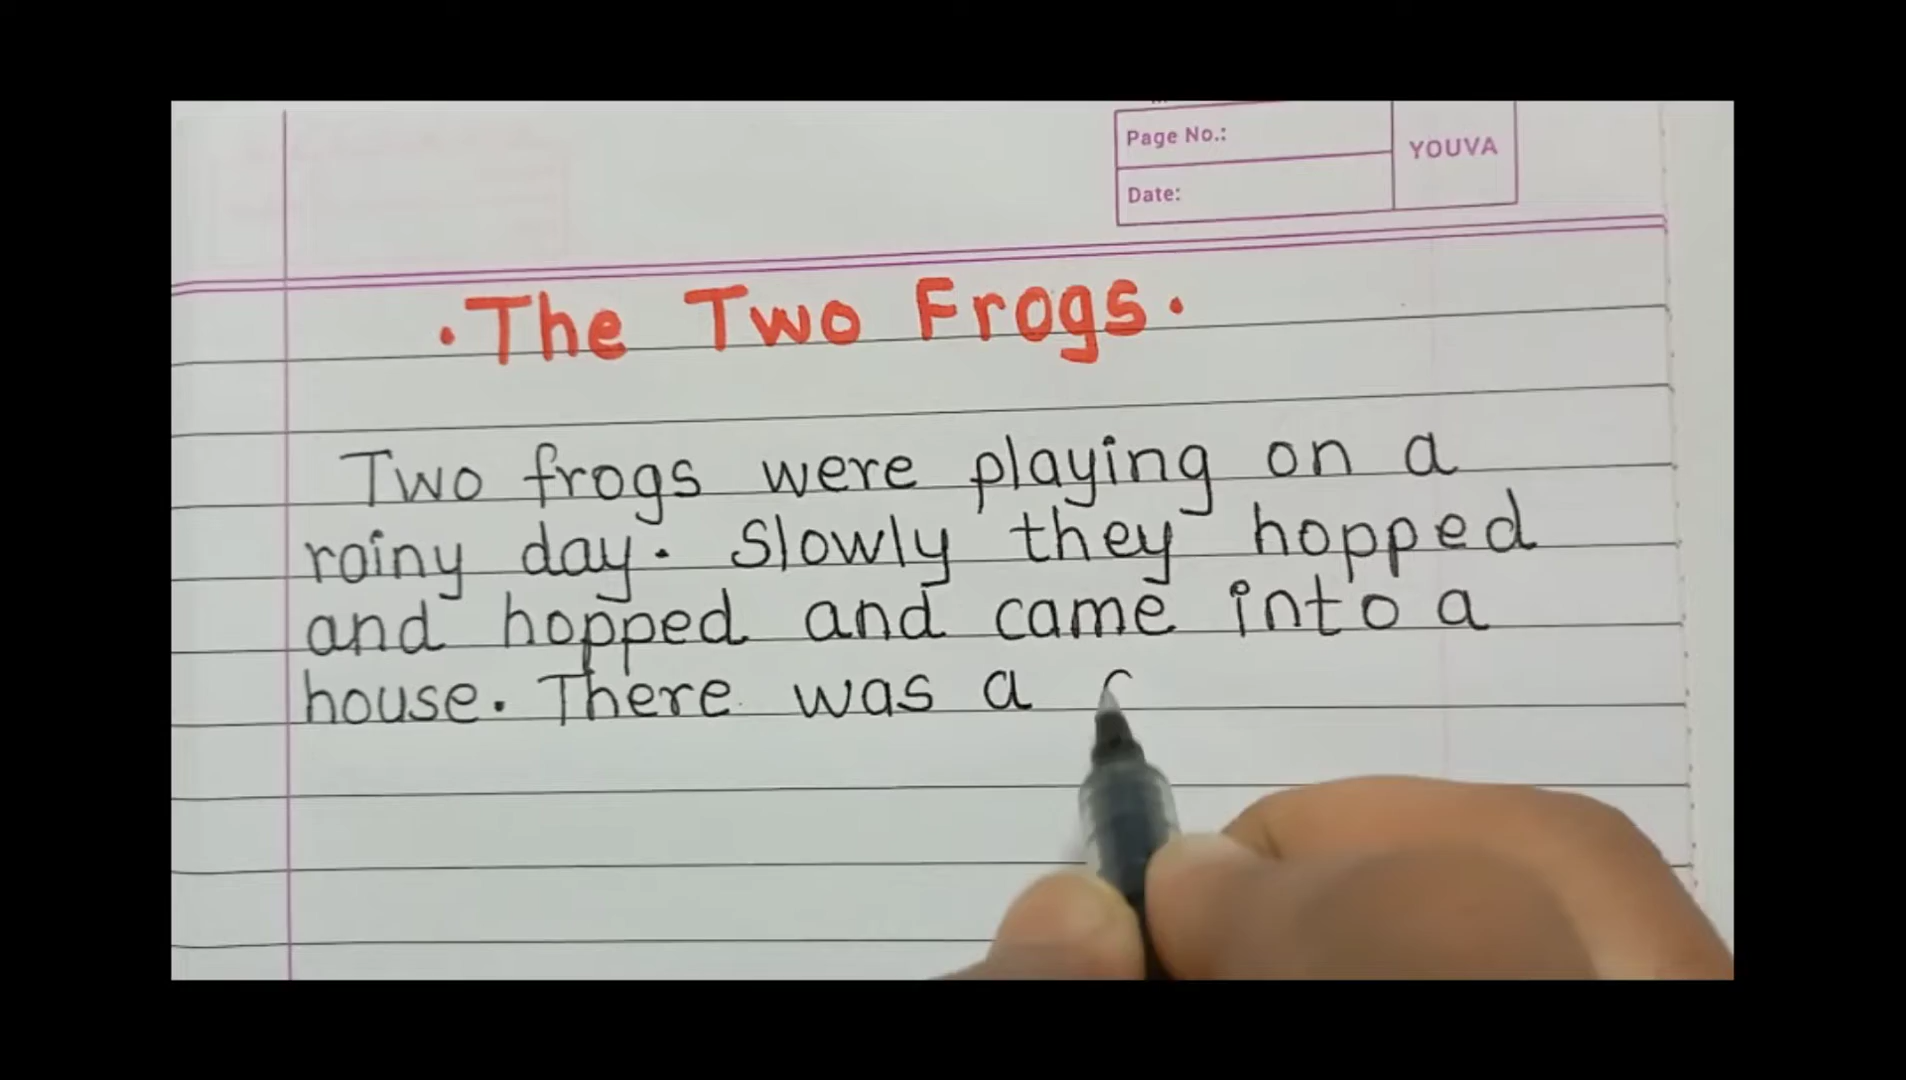 Page No.:
YOUVA
Date:
• The Two Frogs •
Two frogs were playing on a
rainy day. Slowly they hopped
and hopped and came into a
house. There was a